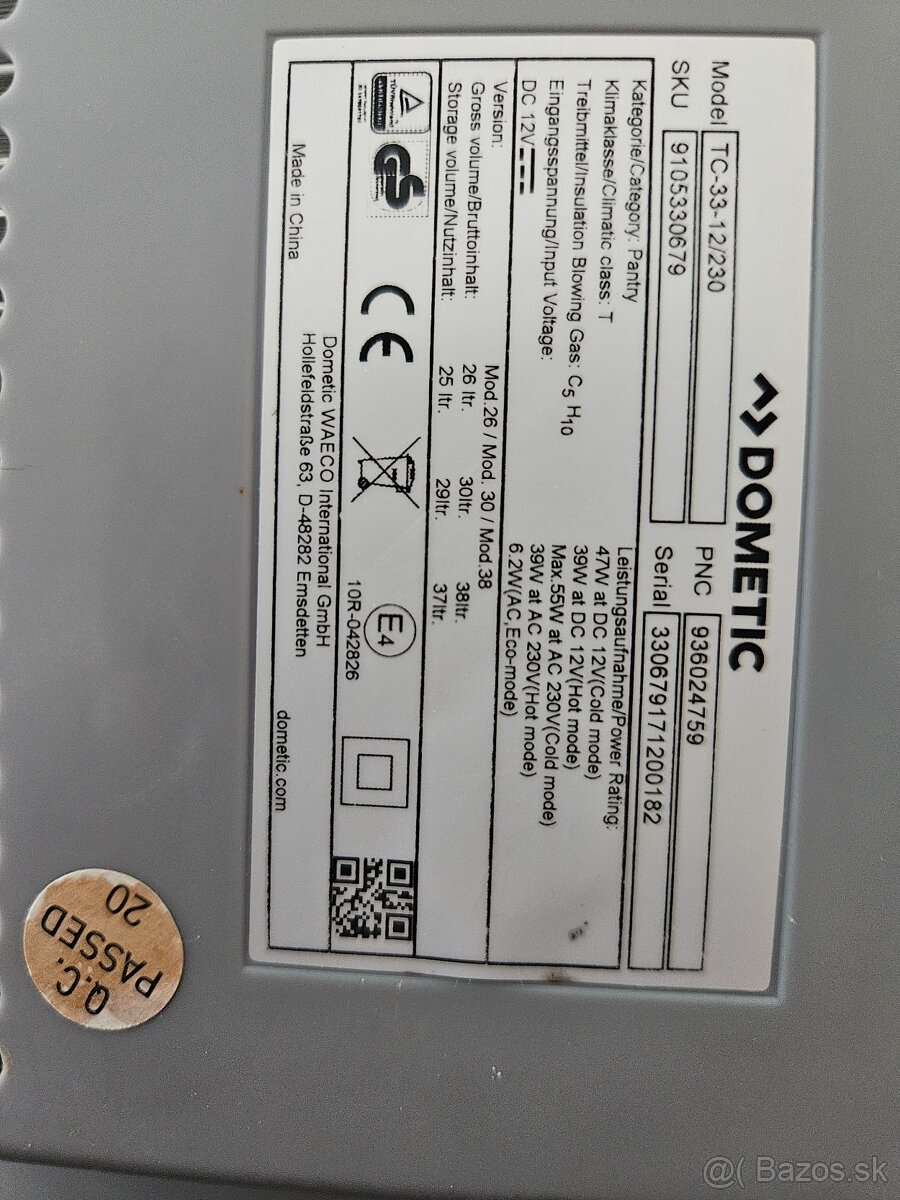 DOMETIC
Model TC-33-12/230 PNC 936024759
SKU 9105330679 Serial 33067917120​0182
Kategorie/Category: Pantry
Klimaklasse/Climatic class: T
Treibmittel/Insulation Blowing Gas: C5 H10
Eingangsspannung/Input Voltage:
DC 12V
Leistungsaufnahme/Power Rating:
47W at DC 12V(Cold mode)
39W at DC 12V(Hot mode)
Max.55W at AC 230V(Cold mode)
39W at AC 230V(Hot mode)
6.2W(AC,Eco-mode)
Version: Mod.26 / Mod. 30 / Mod.38
Gross volume/Bruttoinhalt: 26 ltr. 30ltr. 38ltr.
Storage volume/Nutzinhalt: 25 ltr. 29ltr. 37ltr.
TÜVRheinland
GS
CE
E4
10R-042826
Made in China
Dometic WAECO International GmbH
Hollefeldstraße 63, D-48282 Emsdetten
dometic.com
Q.C.
PASSED
20
@( Bazos.sk